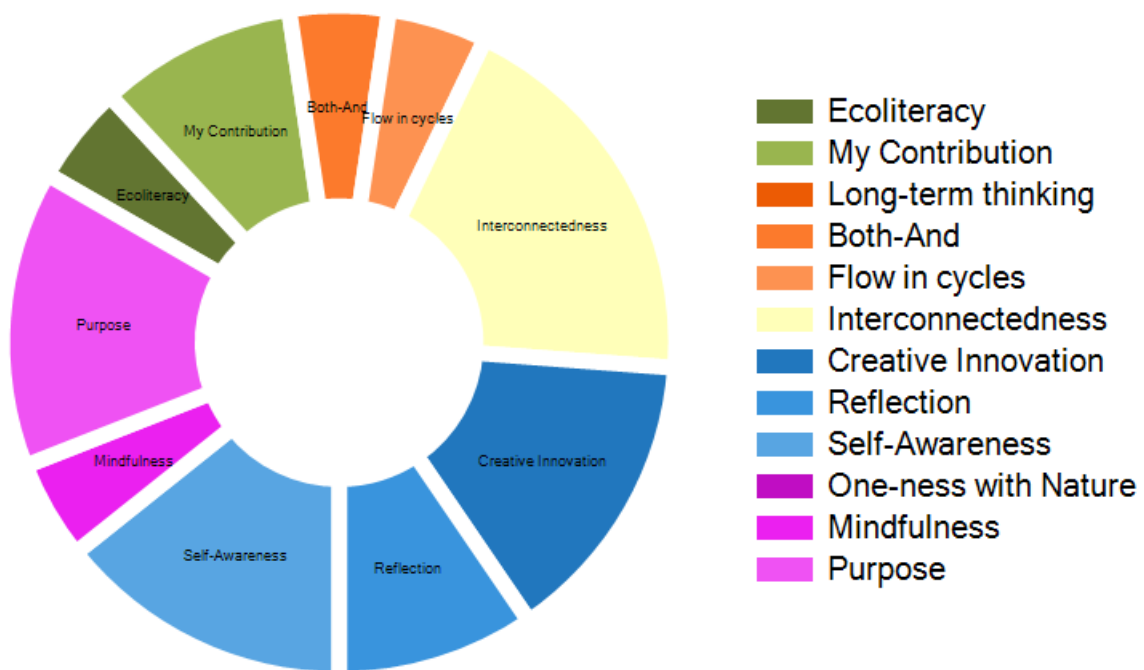 Both-And
Flow in cycles
My Contribution
Ecoliteracy
Interconnectedness
Purpose
Mindfulness
Creative Innovation
Self-Awareness
Reflection
Ecoliteracy
My Contribution
Long-term thinking
Both-And
Flow in cycles
Interconnectedness
Creative Innovation
Reflection
Self-Awareness
One-ness with Nature
Mindfulness
Purpose